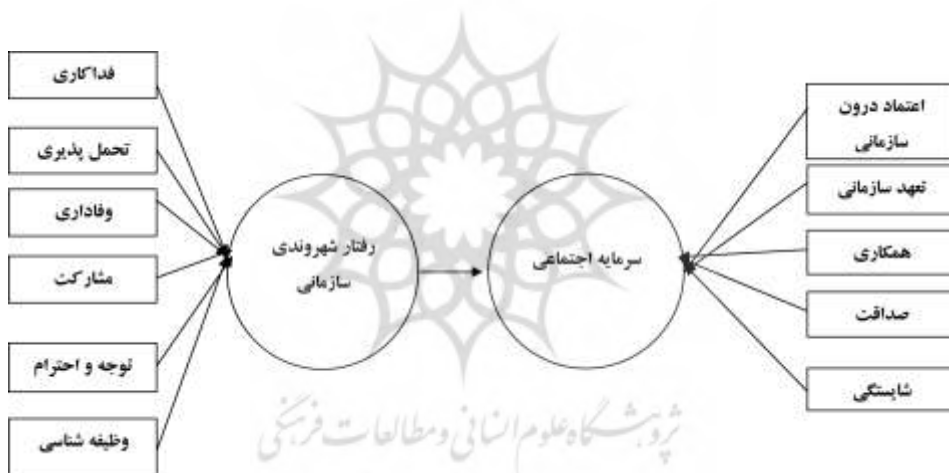 فداکاری
تحمل پذیری
وفاداری
مشارکت
توجه و احترام
وظیفه شناسی
رفتار شهروندی
سازمانی
سرمایه اجتماعی
اعتماد درون
سازمانی
تعهد سازمانی
همکاری
صداقت
شایستگی
پژوهشگاه علوم انسانی و مطالعات فرهنگی